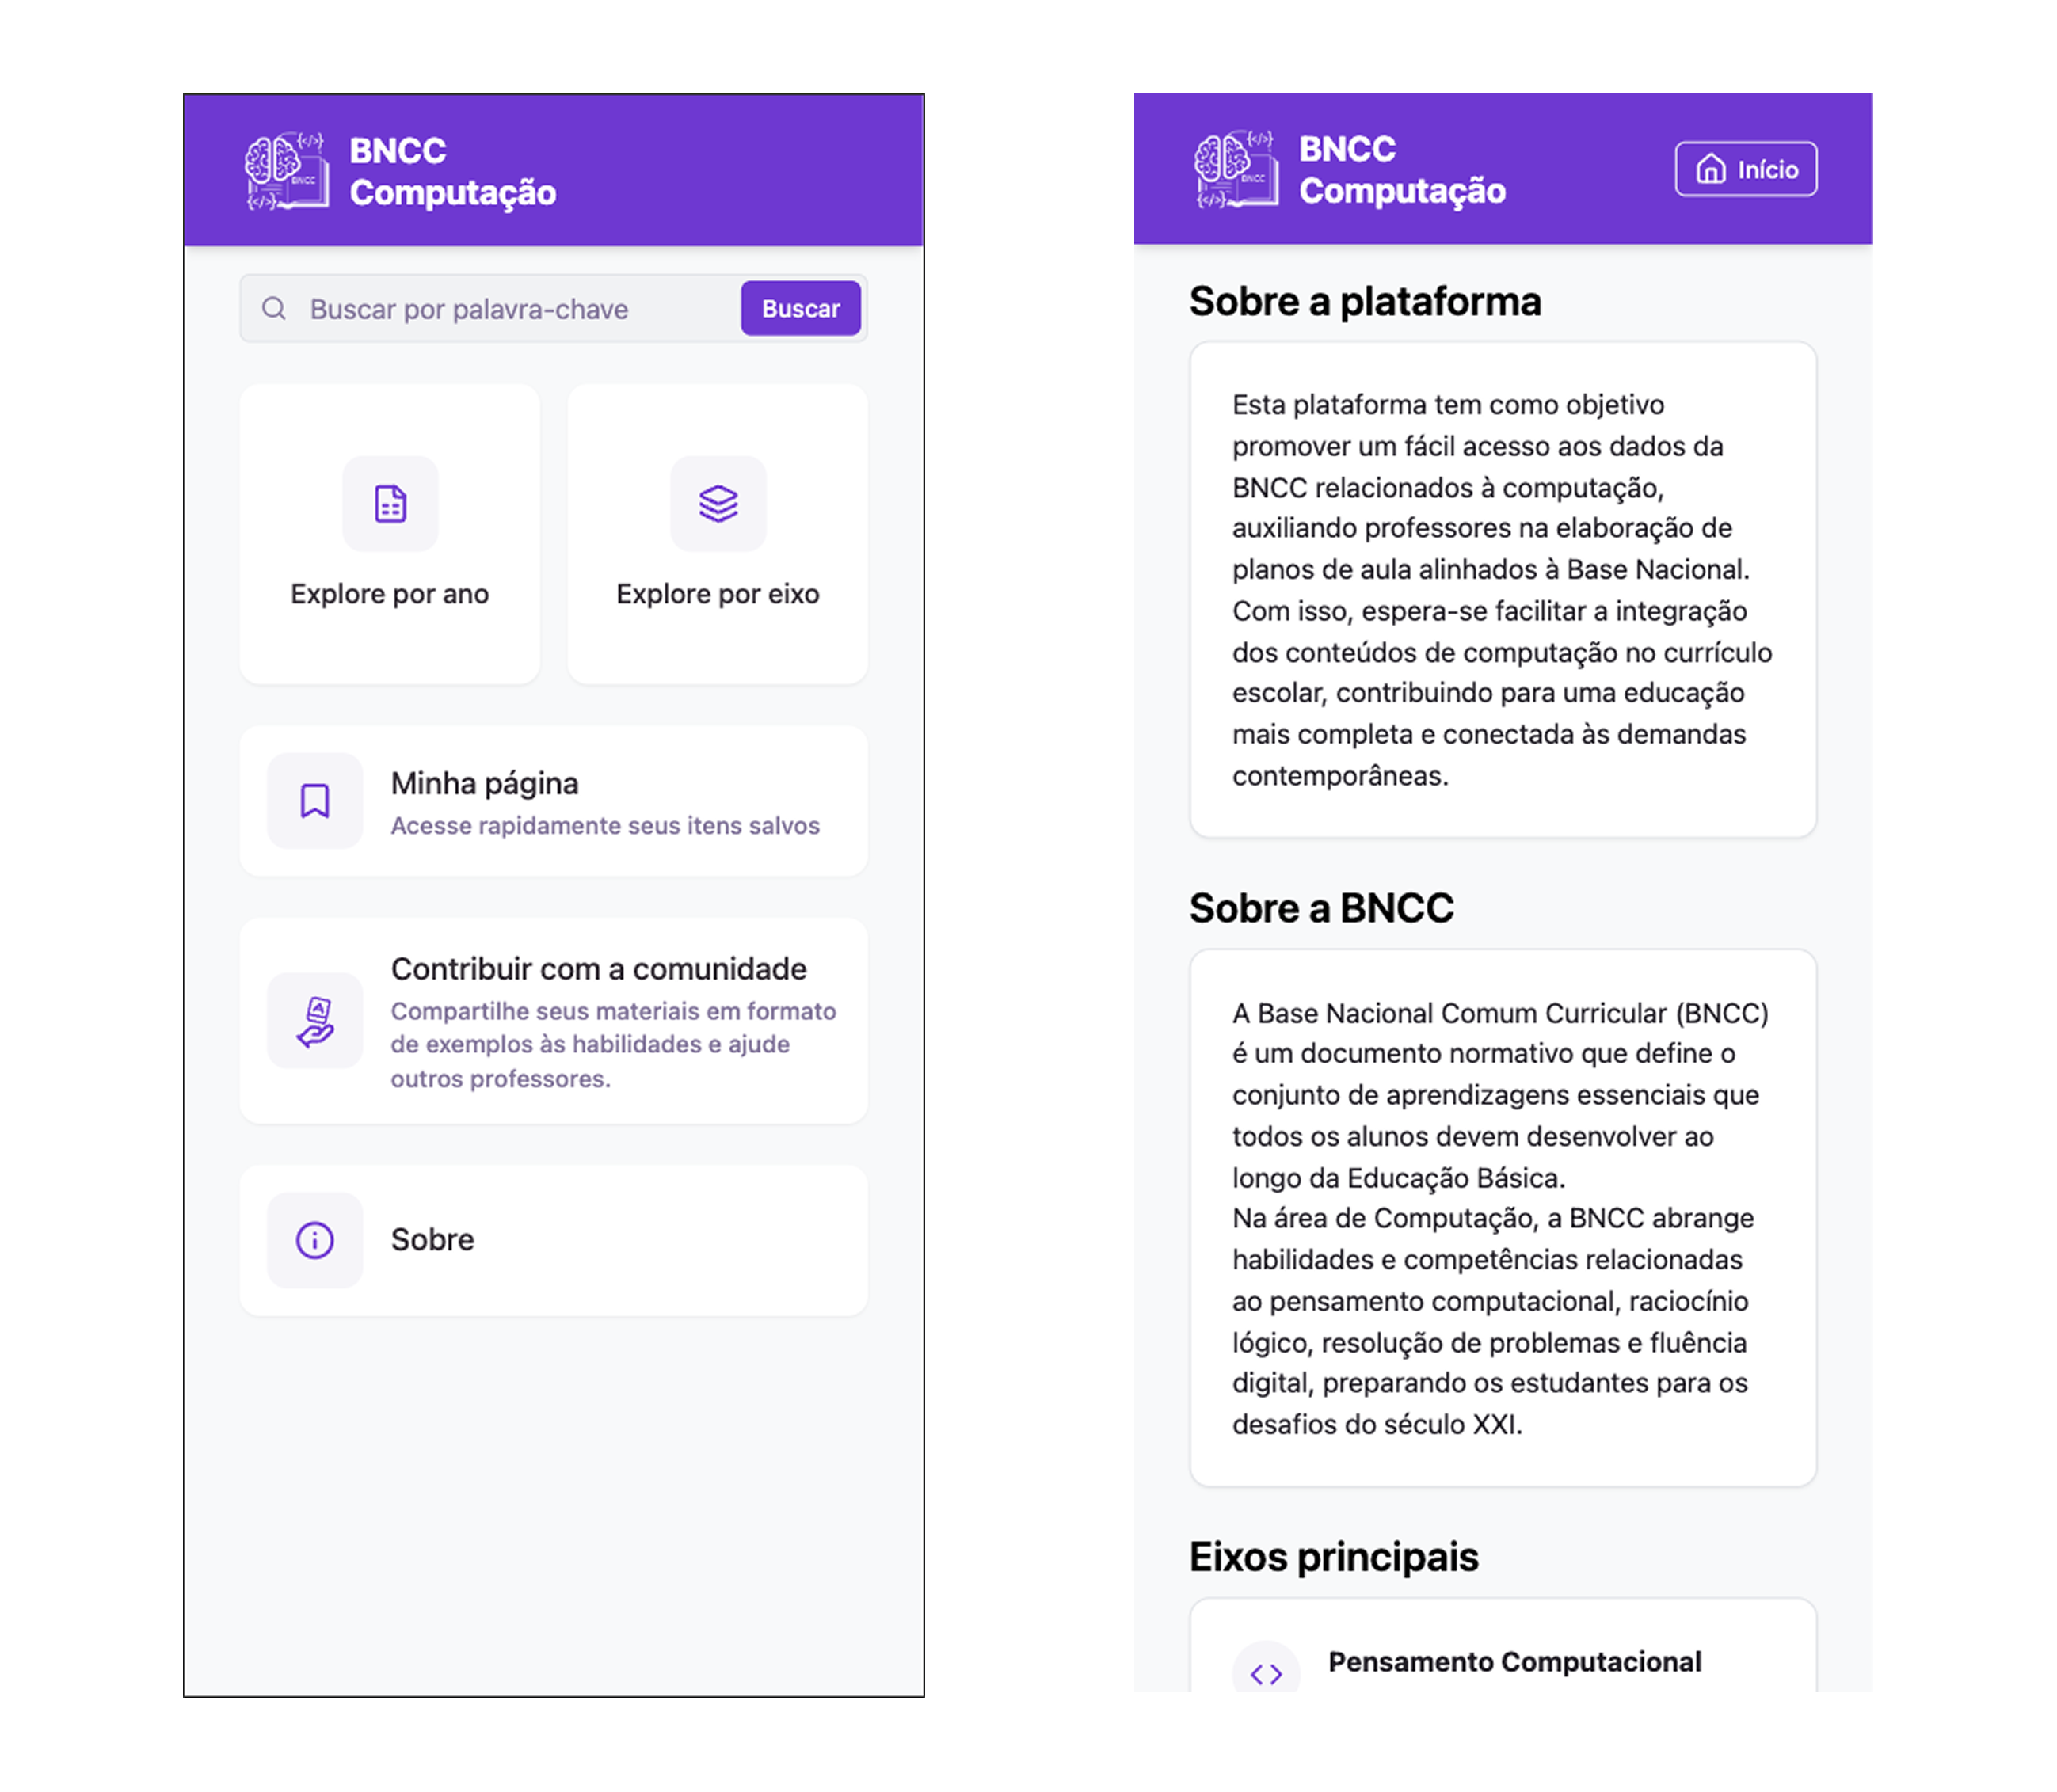 BNCC
Computação
{</>}
BNCC
{</>}
Buscar por palavra-chave
Buscar
Explore por ano
Explore por eixo
Minha página
Acesse rapidamente seus itens salvos
Contribuir com a comunidade
Compartilhe seus materiais em formato
de exemplos às habilidades e ajude
outros professores.
Sobre
BNCC
Computação
{</>}
BNCC
{</>}
Início
Sobre a plataforma
Esta plataforma tem como objetivo
promover um fácil acesso aos dados da
BNCC relacionados à computação,
auxiliando professores na elaboração de
planos de aula alinhados à Base Nacional.
Com isso, espera-se facilitar a integração
dos conteúdos de computação no currículo
escolar, contribuindo para uma educação
mais completa e conectada às demandas
contemporâneas.
Sobre a BNCC
A Base Nacional Comum Curricular (BNCC)
é um documento normativo que define o
conjunto de aprendizagens essenciais que
todos os alunos devem desenvolver ao
longo da Educação Básica.
Na área de Computação, a BNCC abrange
habilidades e competências relacionadas
ao pensamento computacional, raciocínio
lógico, resolução de problemas e fluência
digital, preparando os estudantes para os
desafios do século XXI.
Eixos principais
Pensamento Computacional